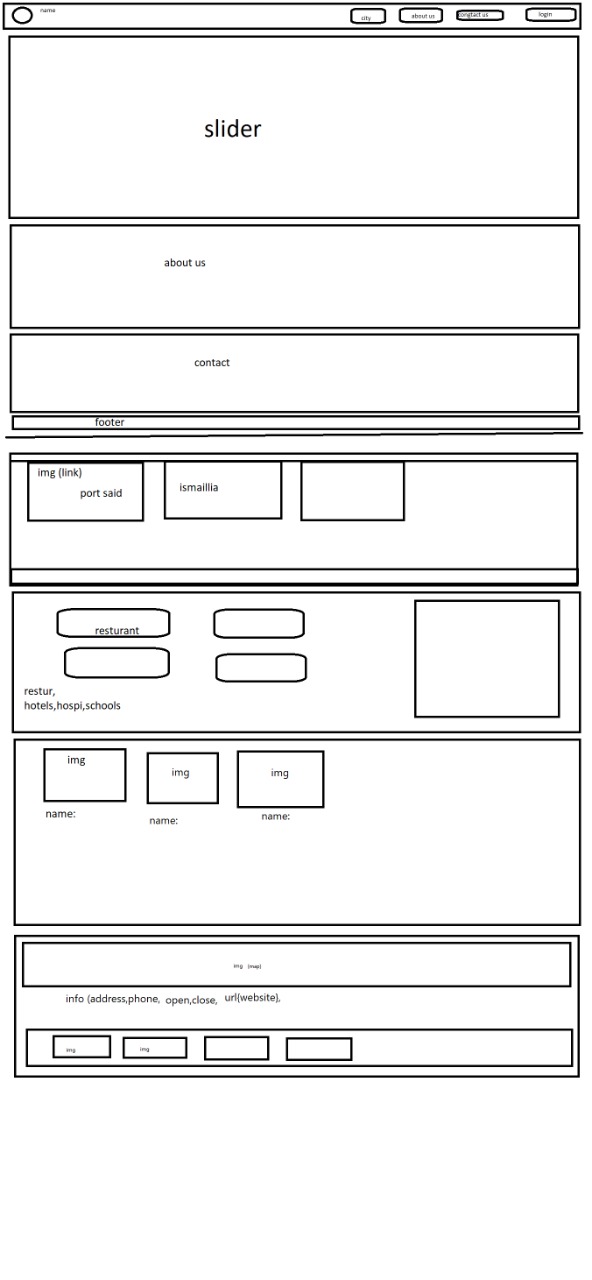 name
city
about us
congtact us
login
slider
about us
contact
footer
img (link)
port said
ismaillia
resturant
restur,
hotels,hospi,schools
img
img
img
name:
name:
name:
img (map)
info (address,phone, open,close, url(website),
img
img